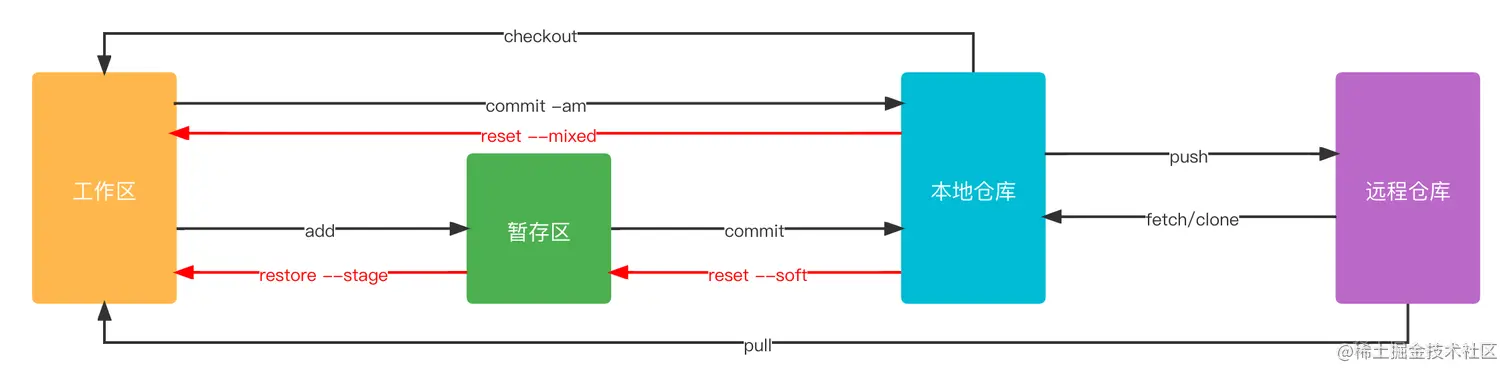 checkout
commit -am
reset --mixed
push
工作区
暂存区
本地仓库
远程仓库
add
commit
fetch/clone
restore --stage
reset --soft
pull
@稀土掘金技术社区